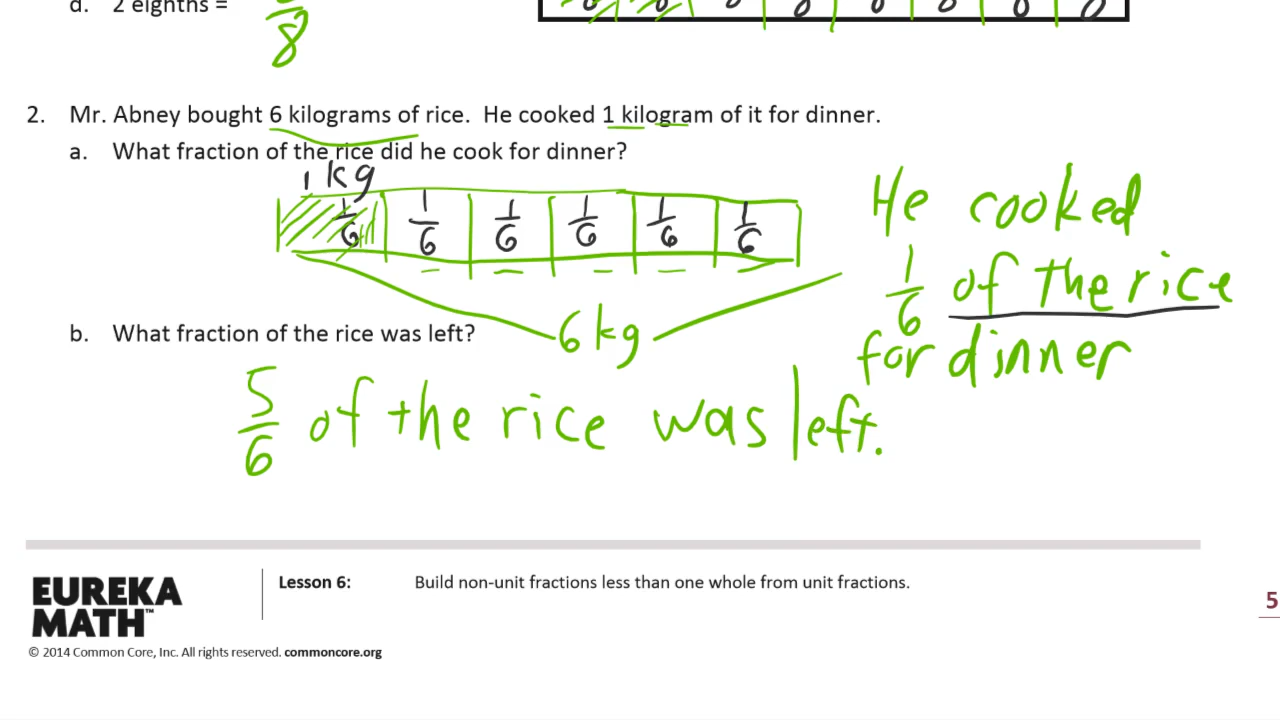 d. 2 eighths =
8
2. Mr. Abney bought 6 kilograms of rice. He cooked 1 kilogram of it for dinner.
a. What fraction of the rice did he cook for dinner?
1 kg
1/6 1/6 1/6 1/6 1/6 1/6
6 kg
He cooked
1/6 of the rice
for dinner
b. What fraction of the rice was left?
5/6 of the rice was left.
EUREKA
MATH™
Lesson 6: Build non-unit fractions less than one whole from unit fractions.
© 2014 Common Core, Inc. All rights reserved. commoncore.org
5